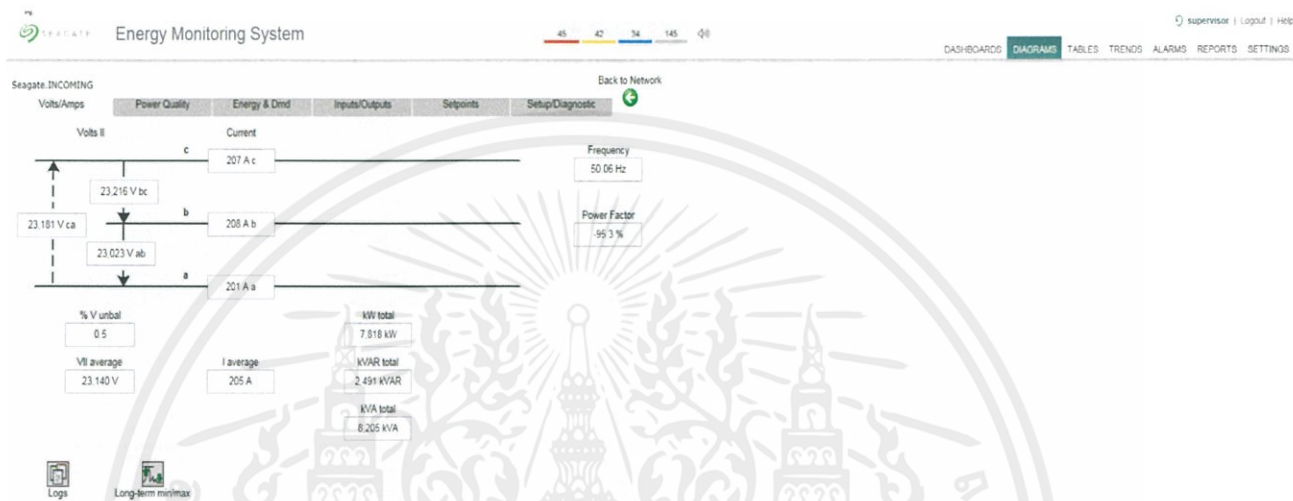 SEAGATE Energy Monitoring System
45 42 34 145
supervisor | Logout | Help
DASHBOARDS DIAGRAMS TABLES TRENDS ALARMS REPORTS SETTINGS
Seagate.INCOMING
Back to Network
Volts/Amps Power Quality Energy & Dmd Inputs/Outputs Setpoints Setup/Diagnostic
Volts ll Current
c 207 A c
Frequency
50.06 Hz
23,216 V bc
b 208 A b
Power Factor
-95.3 %
23,181 V ca
23,023 V ab
a 201 A a
% V unbal
0.5
kW total
7,818 kW
Vll average
23,140 V
I average
205 A
kVAR total
2,491 kVAR
kVA total
8,205 kVA
Logs Long-term min/max